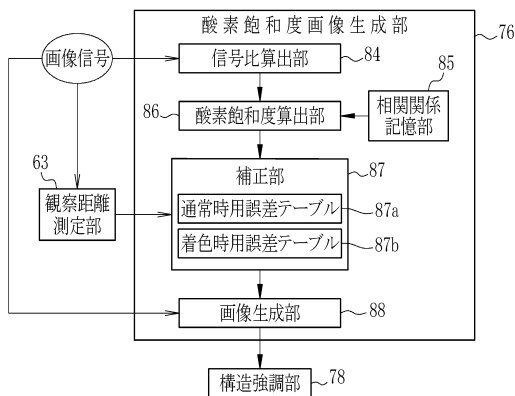 酸素飽和度画像生成部
76
画像信号
信号比算出部
84
85
86
酸素飽和度算出部
相関関係
記憶部
63
観察距離
測定部
補正部
87
通常時用誤差テーブル
87a
着色時用誤差テーブル
87b
画像生成部
88
構造強調部
78